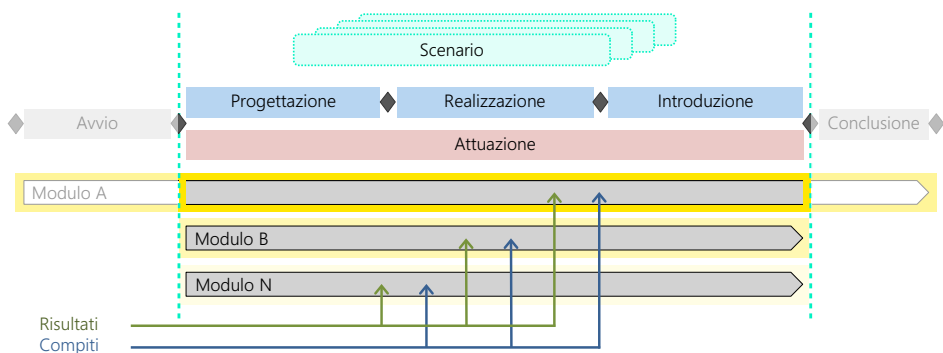 Scenario
Progettazione
Realizzazione
Introduzione
Avvio
Conclusione
Attuazione
Modulo A
Modulo B
Modulo N
Risultati
Compiti